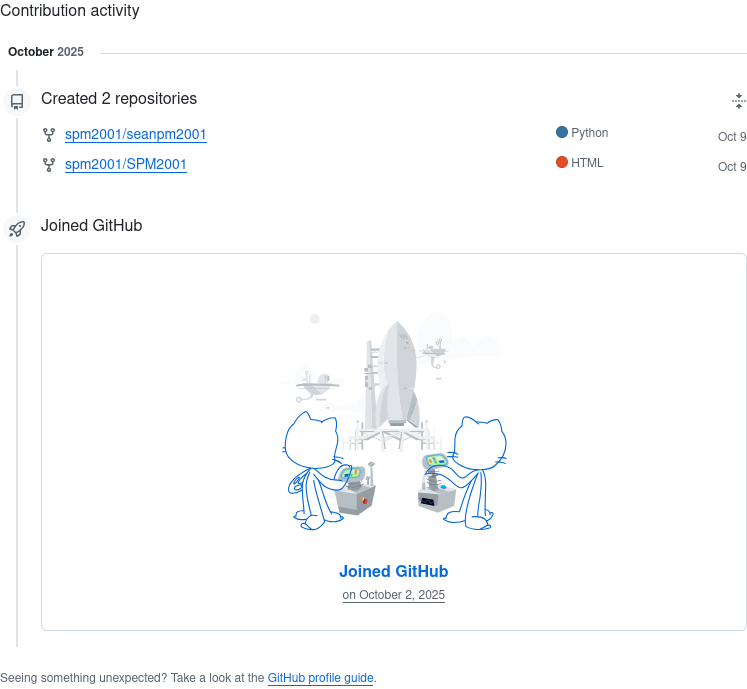 Contribution activity
October 2025
Created 2 repositories
spm2001/seanpm2001 Python Oct 9
spm2001/SPM2001 HTML Oct 9
Joined GitHub
Joined GitHub
on October 2, 2025
Seeing something unexpected? Take a look at the GitHub profile guide.